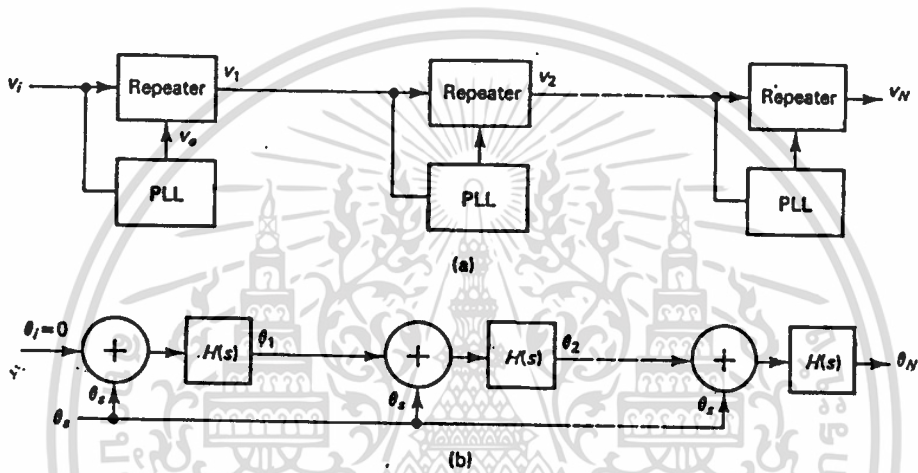 v_i Repeater v_1 Repeater v_2 Repeater v_N
v_o
PLL PLL PLL
(a)
θ_i = 0 + H(s) θ_1 + H(s) θ_2 + H(s) θ_N
θ_s θ_s θ_s θ_s
(b)